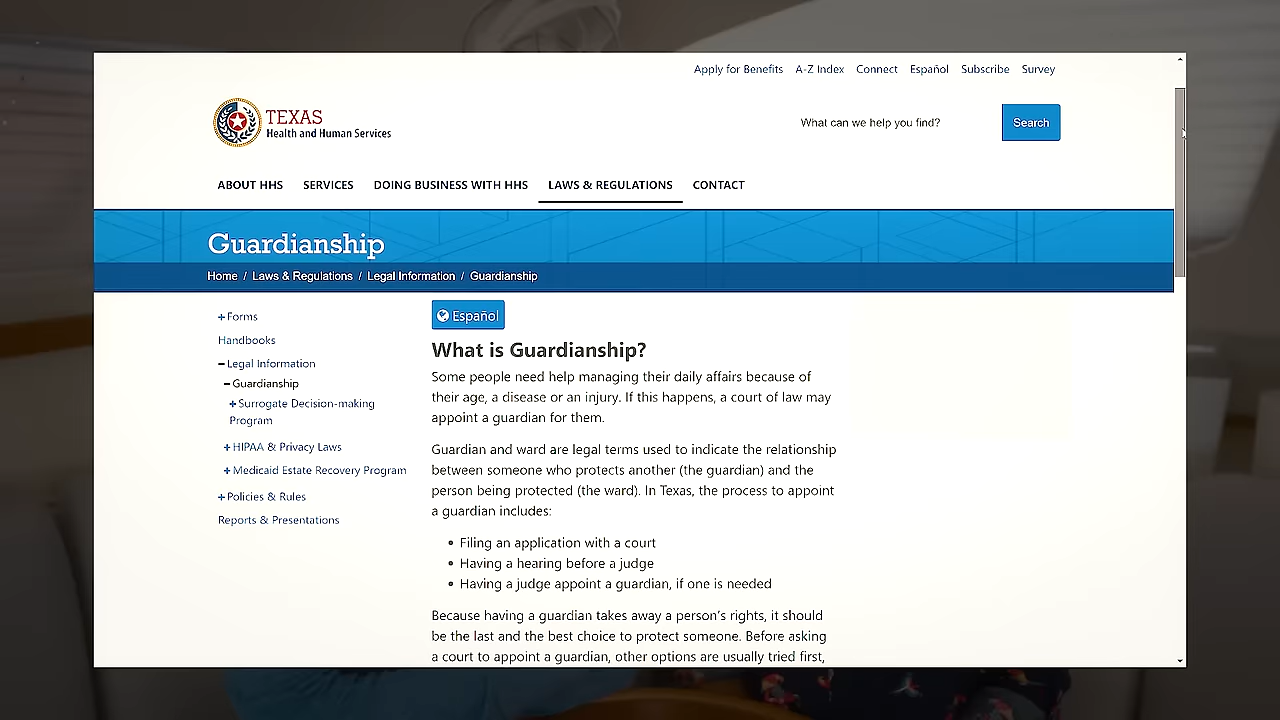 Apply for Benefits A-Z Index Connect Español Subscribe Survey
TEXAS
Health and Human Services
What can we help you find? Search
ABOUT HHS SERVICES DOING BUSINESS WITH HHS LAWS & REGULATIONS CONTACT
Guardianship
Home / Laws & Regulations / Legal Information / Guardianship
+Forms
Handbooks
−Legal Information
−Guardianship
+Surrogate Decision-making
Program
+HIPAA & Privacy Laws
+Medicaid Estate Recovery Program
+Policies & Rules
Reports & Presentations
Español
What is Guardianship?
Some people need help managing their daily affairs because of
their age, a disease or an injury. If this happens, a court of law may
appoint a guardian for them.
Guardian and ward are legal terms used to indicate the relationship
between someone who protects another (the guardian) and the
person being protected (the ward). In Texas, the process to appoint
a guardian includes:
• Filing an application with a court
• Having a hearing before a judge
• Having a judge appoint a guardian, if one is needed
Because having a guardian takes away a person's rights, it should
be the last and the best choice to protect someone. Before asking
a court to appoint a guardian, other options are usually tried first,